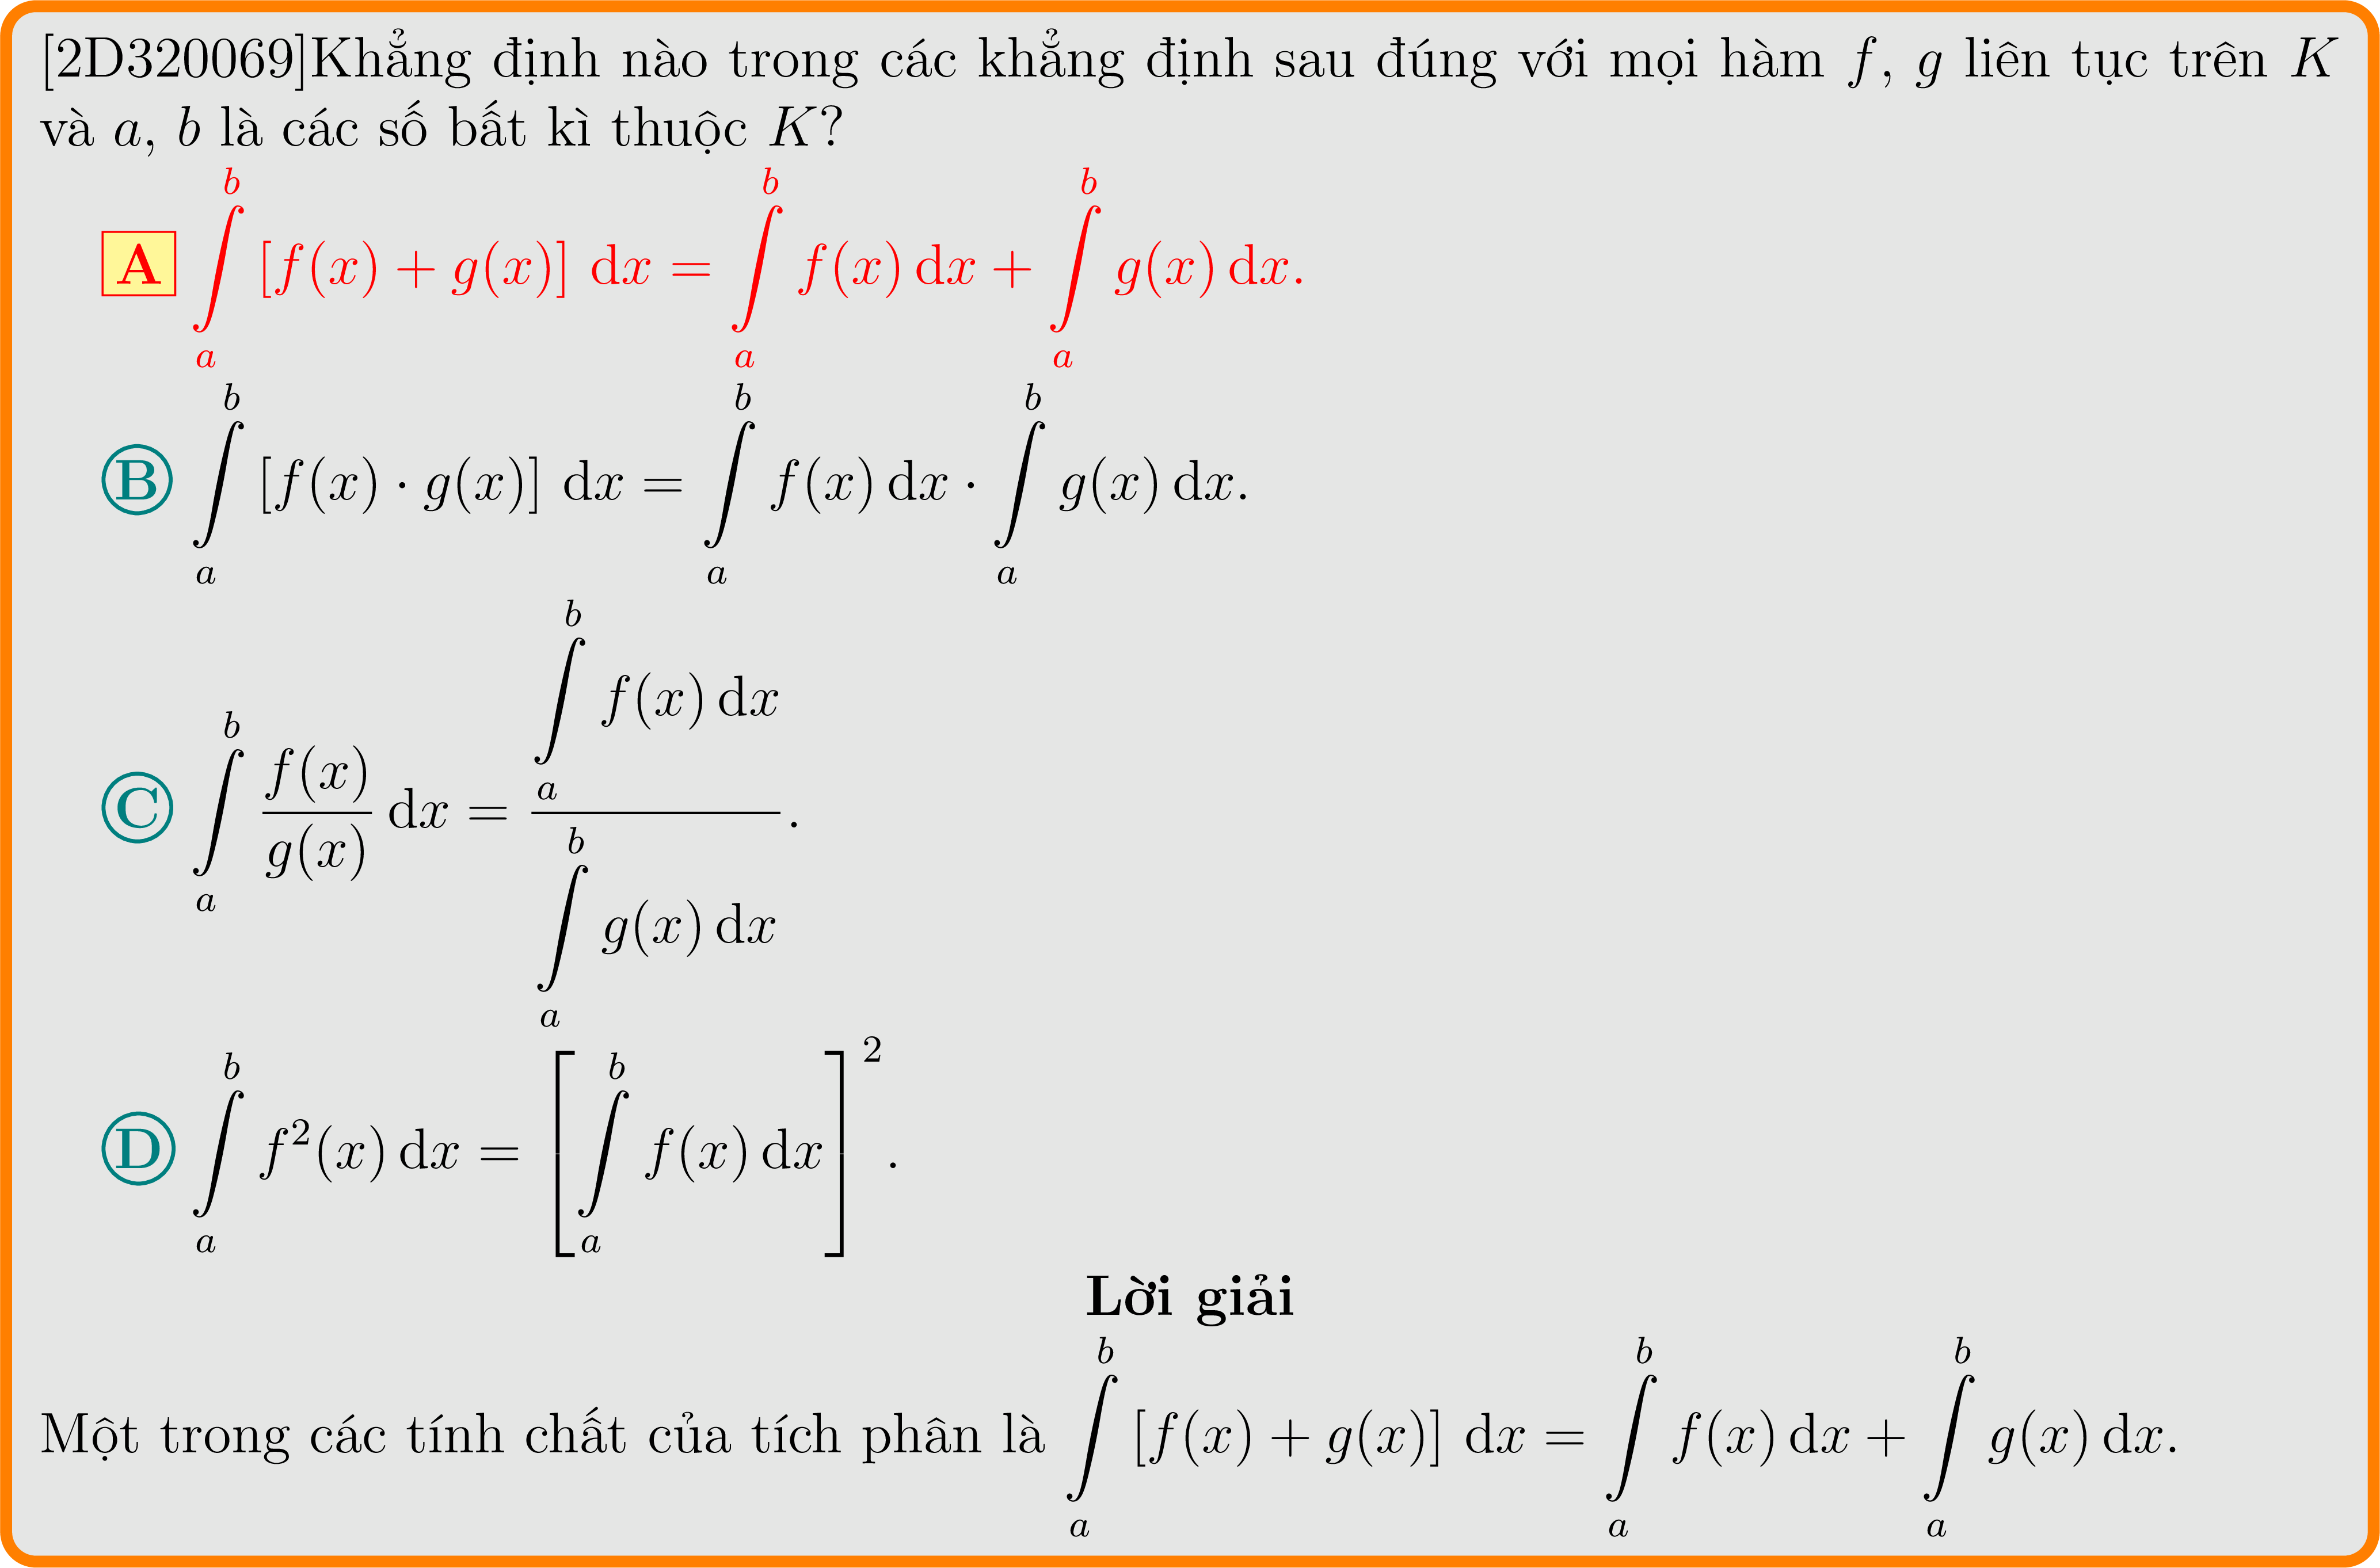 [2D320069]Khẳng định nào trong các khẳng định sau đúng với mọi hàm f, g liên tục trên K
và a, b là các số bất kì thuộc K?
A $\int\limits_a^b [f(x) + g(x)] \, \mathrm{d}x = \int\limits_a^b f(x) \, \mathrm{d}x + \int\limits_a^b g(x) \, \mathrm{d}x.$
B $\int\limits_a^b [f(x) \cdot g(x)] \, \mathrm{d}x = \int\limits_a^b f(x) \, \mathrm{d}x \cdot \int\limits_a^b g(x) \, \mathrm{d}x.$
C $\int\limits_a^b \frac{f(x)}{g(x)} \, \mathrm{d}x = \frac{\int\limits_a^b f(x) \, \mathrm{d}x}{\int\limits_a^b g(x) \, \mathrm{d}x}.$
D $\int\limits_a^b f^2(x) \, \mathrm{d}x = \left[ \int\limits_a^b f(x) \, \mathrm{d}x \right]^2.$
Lời giải
Một trong các tính chất của tích phân là $\int\limits_a^b [f(x) + g(x)] \, \mathrm{d}x = \int\limits_a^b f(x) \, \mathrm{d}x + \int\limits_a^b g(x) \, \mathrm{d}x.$